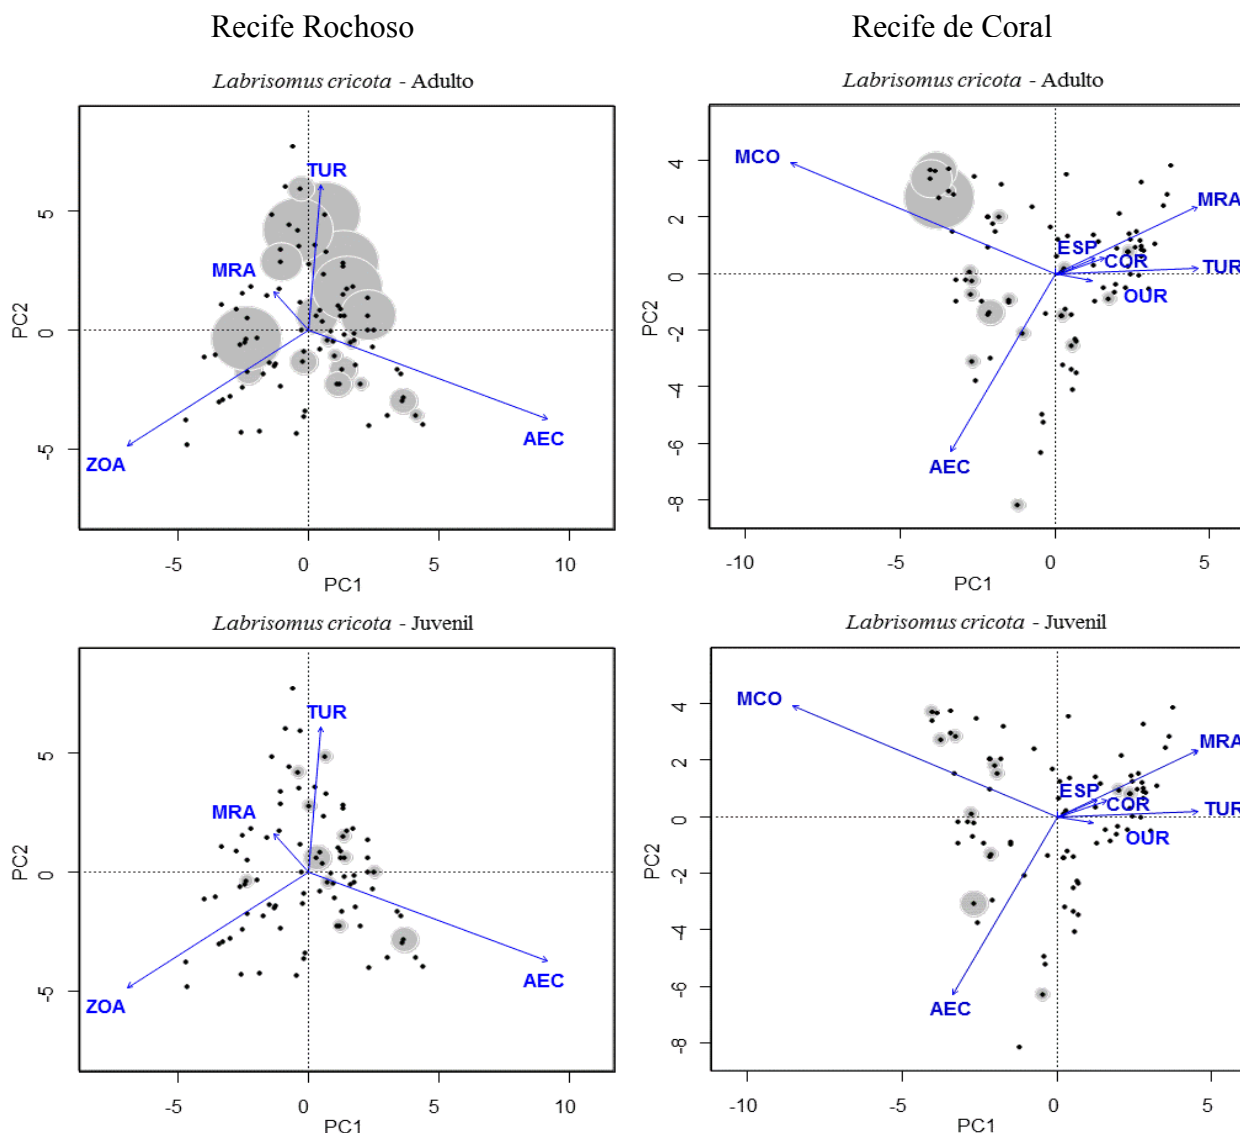 Recife Rochoso
Recife de Coral
Labrisomus cricota - Adulto
PC2
5
0
-5
TUR
MRA
ZOA
AEC
-5
0
5
10
PC1
Labrisomus cricota - Adulto
PC2
4
2
0
-2
-4
-6
-8
MCO
MRA
ESP
COR
TUR
OUR
AEC
-10
-5
0
5
PC1
Labrisomus cricota - Juvenil
PC2
5
0
-5
TUR
MRA
ZOA
AEC
-5
0
5
10
PC1
Labrisomus cricota - Juvenil
PC2
4
2
0
-2
-4
-6
-8
MCO
MRA
ESP
COR
TUR
OUR
AEC
-10
-5
0
5
PC1